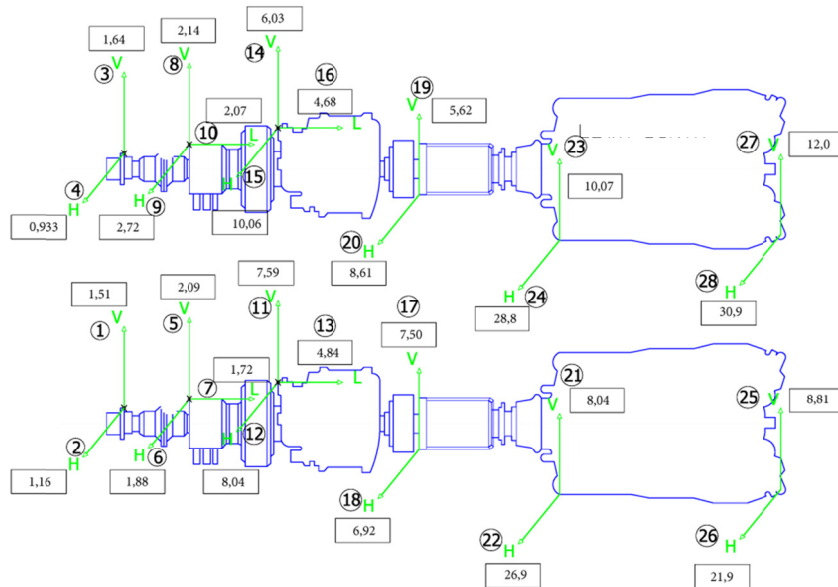 6,03
1,64
2,14
V
14
V
8
V
3
16
19
5,62
2,07
4,68
V
10
L
L
23
27
12,0
V
V
H
15
4
H
9
10,07
H
0,933
2,72
10,06
20
H
8,61
28
H
H
24
30,9
28,8
7,59
1,51
2,09
V
11
V
5
13
17
V
1
7,50
4,84
1,72
V
7
L
L
21
25
8,81
8,04
V
V
H
12
2
H
6
H
1,16
1,88
8,04
18
H
6,92
22
H
26
H
26,9
21,9